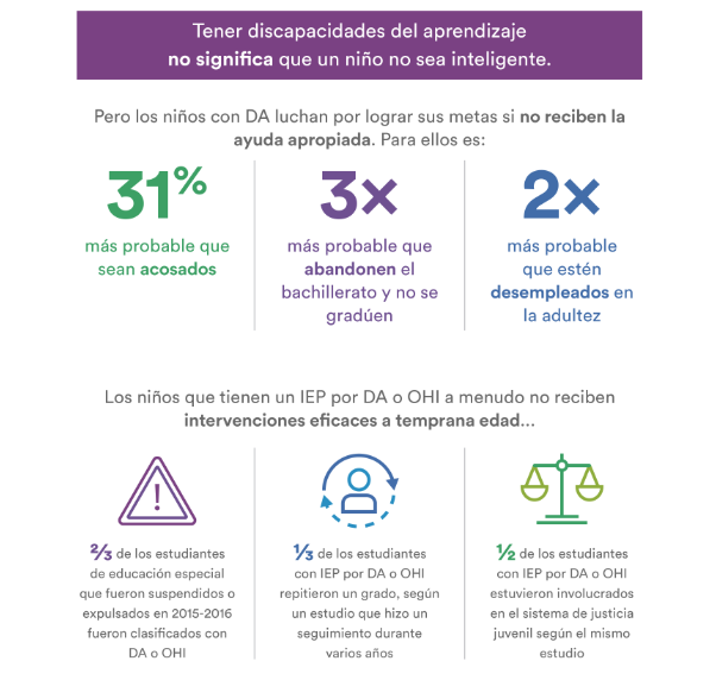 Tener discapacidades del aprendizaje
no significa que un niño no sea inteligente.
Pero los niños con DA luchan por lograr sus metas si no reciben la
ayuda apropiada. Para ellos es:
31%
más probable que
sean acosados
3×
más probable que
abandonen el
bachillerato y no se
gradúen
2×
más probable
que estén
desempleados en
la adultez
Los niños que tienen un IEP por DA o OHI a menudo no reciben
intervenciones eficaces a temprana edad...
!
⅔ de los estudiantes
de educación especial
que fueron suspendidos o
expulsados en 2015-2016
fueron clasificados con
DA o OHI
⅓ de los estudiantes
con IEP por DA o OHI
repitieron un grado, según
un estudio que hizo un
seguimiento durante
varios años
½ de los estudiantes
con IEP por DA o OHI
estuvieron involucrados
en el sistema de justicia
juvenil según el mismo
estudio